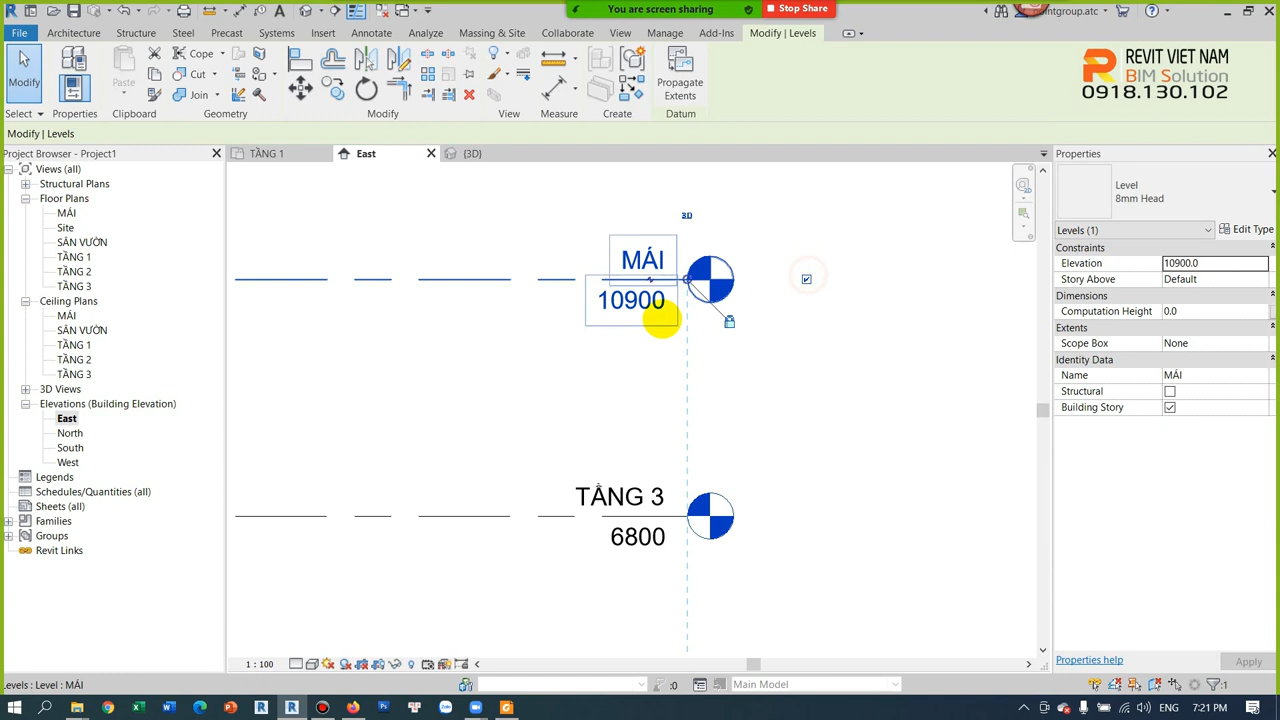 You are screen sharing
Stop Share
ointgroup.atc
File
Architecture
Structure
Steel
Precast
Systems
Insert
Annotate
Analyze
Massing & Site
Collaborate
View
Manage
Add-Ins
Modify | Levels
Modify
Paste
Cope
Cut
Join
Propagate
Extents
Select
Properties
Clipboard
Geometry
Modify
View
Measure
Create
Datum
REVIT VIET NAM
BIM Solution
0918.130.102
Modify | Levels
Project Browser - Project1
Views (all)
Structural Plans
Floor Plans
MÁI
Site
SÂN VƯỜN
TẦNG 1
TẦNG 2
TẦNG 3
Ceiling Plans
MÁI
SÂN VƯỜN
TẦNG 1
TẦNG 2
TẦNG 3
3D Views
Elevations (Building Elevation)
East
North
South
West
Legends
Schedules/Quantities (all)
Sheets (all)
Families
Groups
Revit Links
TẦNG 1
East
{3D}
3D
MÁI
10900
TẦNG 3
6800
1 : 100
Properties
Level
8mm Head
Levels (1)
Edit Type
Constraints
Elevation
10900.0
Story Above
Default
Dimensions
Computation Height
0.0
Extents
Scope Box
None
Identity Data
Name
MÁI
Structural
Building Story
Properties help
Apply
Levels : Level : MÁI
:0
Main Model
:1
ENG
7:21 PM